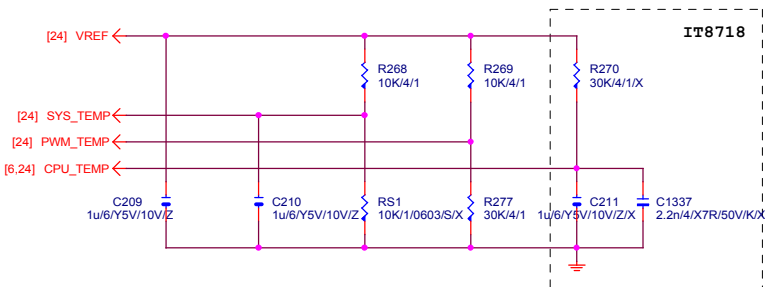 [24] VREF
IT8718
R268
10K/4/1
R269
10K/4/1
R270
30K/4/1/X
[24] SYS_TEMP
[24] PWM_TEMP
[6,24] CPU_TEMP
C209
1u/6/Y5V/10V/Z
C210
1u/6/Y5V/10V/Z
RS1
10K/1/0603/S/X
R277
30K/4/1
C211
1u/6/Y5V/10V/Z/X
C1337
2.2n/4/X7R/50V/K/X